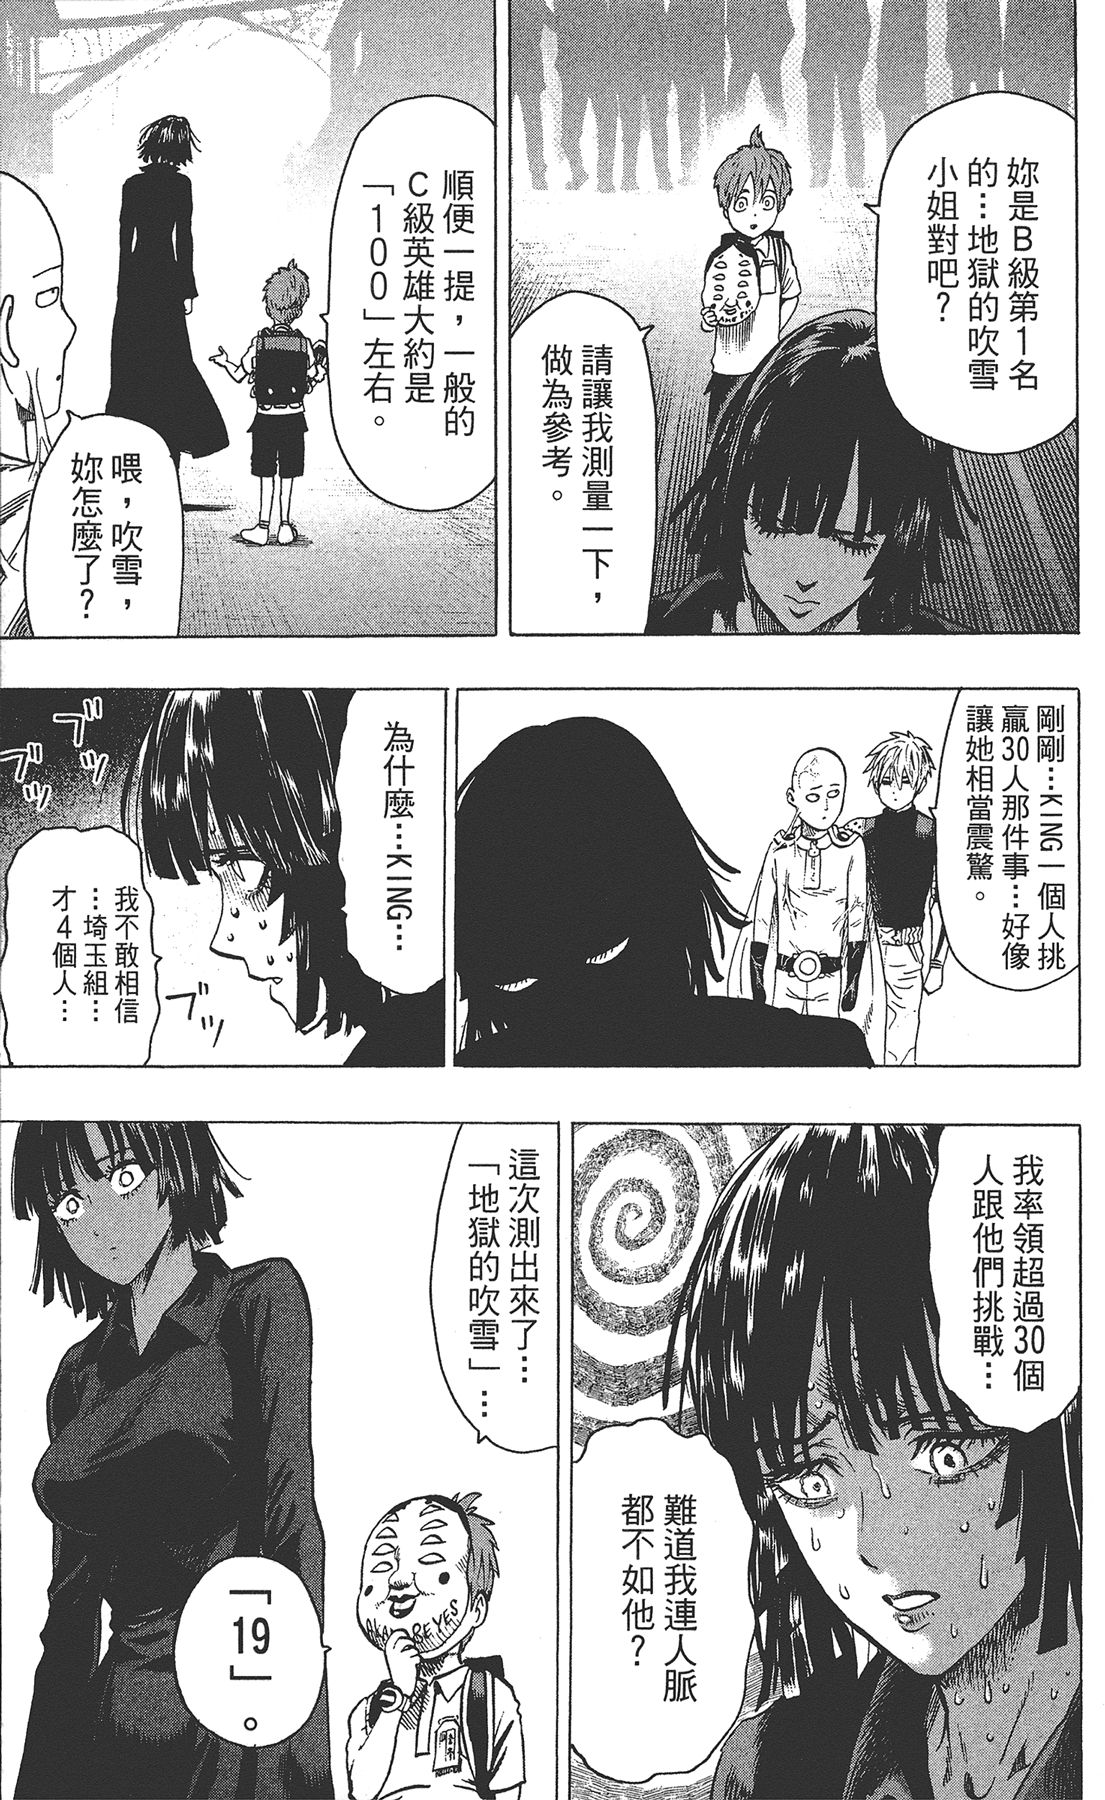 妳是B級第1名
的…地獄的吹雪
小姐對吧？
請讓我測量一下，
做為參考。
順便一提，一般的
C級英雄大約是
「100」左右。
喂，吹雪，
妳怎麼了？
剛剛…KING一個人挑
贏30人那件事…好像
讓她相當震驚。
為什麼…KING…
我不敢相信
…埼玉組…
才4個人…
ブツ
ブツ
ブツ
我率領超過30個
人跟他們挑戰…
難道我連人脈
都不如他？
這次測出來了…
「地獄的吹雪」…
「19」。